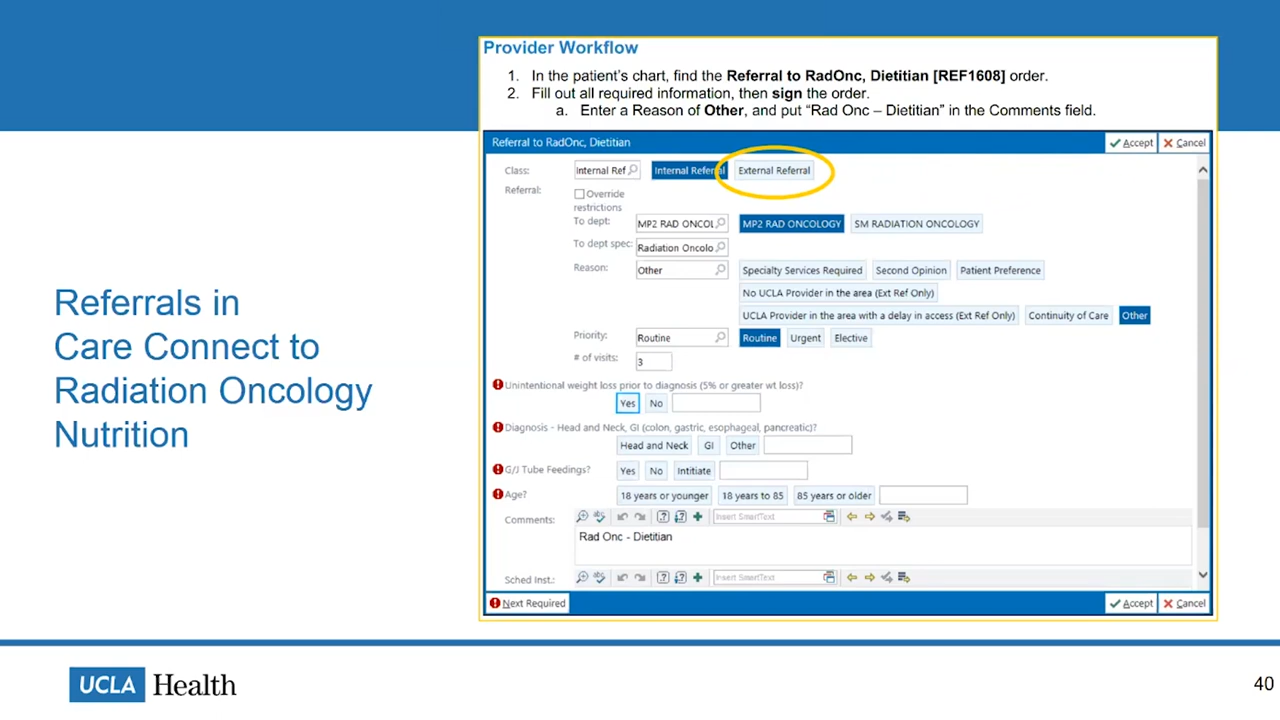 Provider Workflow
1. In the patient's chart, find the Referral to RadOnc, Dietitian [REF1608] order.
2. Fill out all required information, then sign the order.
a. Enter a Reason of Other, and put “Rad Onc – Dietitian” in the Comments field.
Referral to RadOnc, Dietitian Accept Cancel
Class: Internal Ref Internal Referral External Referral
Referral: Override
restrictions
To dept: MP2 RAD ONCOL MP2 RAD ONCOLOGY SM RADIATION ONCOLOGY
To dept spec: Radiation Oncolo
Reason: Other Specialty Services Required Second Opinion Patient Preference
No UCLA Provider in the area (Ext Ref Only)
UCLA Provider in the area with a delay in access (Ext Ref Only) Continuity of Care Other
Priority: Routine Routine Urgent Elective
# of visits: 3
Unintentional weight loss prior to diagnosis (5% or greater wt loss)?
Yes No
Diagnosis - Head and Neck, GI (colon, gastric, esophageal, pancreatic)?
Head and Neck GI Other
G/J Tube Feedings? Yes No Intitiate
Age? 18 years or younger 18 years to 85 85 years or older
Comments: abc Insert SmartText
Rad Onc - Dietitian
Sched Inst.: abc Insert SmartText
Next Required Accept Cancel
Referrals in
Care Connect to
Radiation Oncology
Nutrition
UCLA Health
40